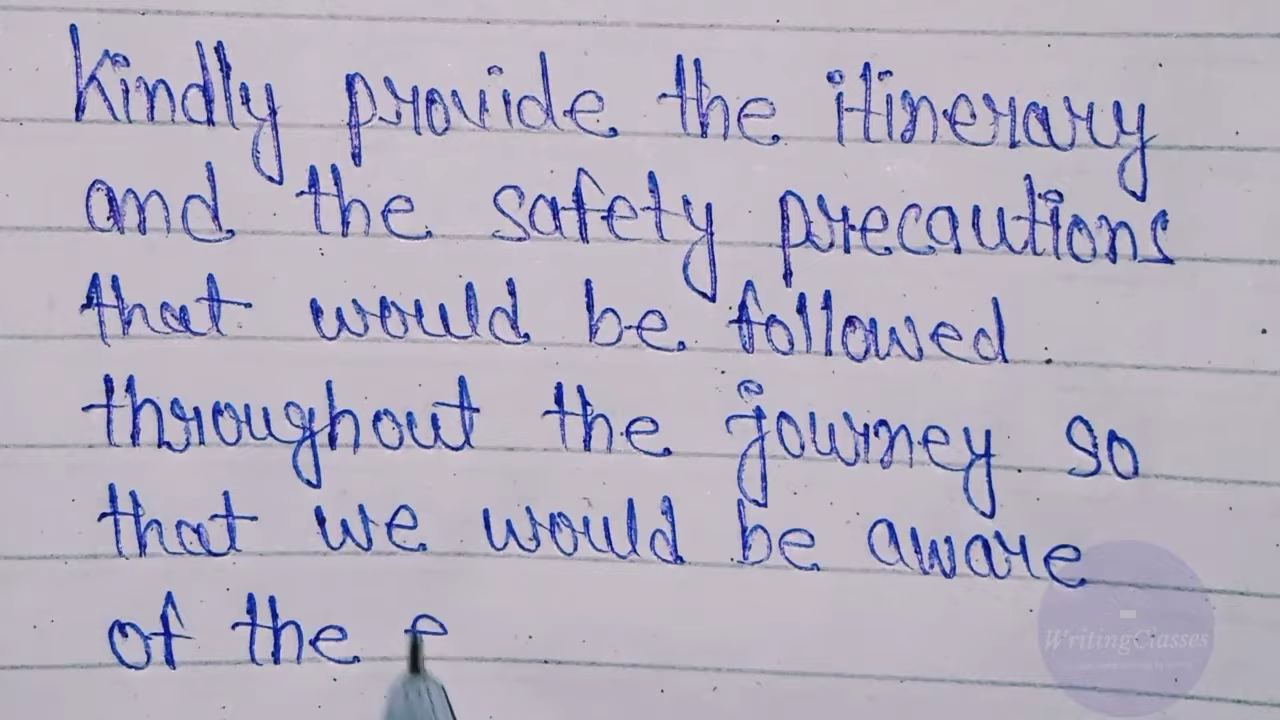 Kindly provide the itinerary
and the safety precautions
that would be followed
throughout the journey so
that we would be aware
of the
WritingClasses